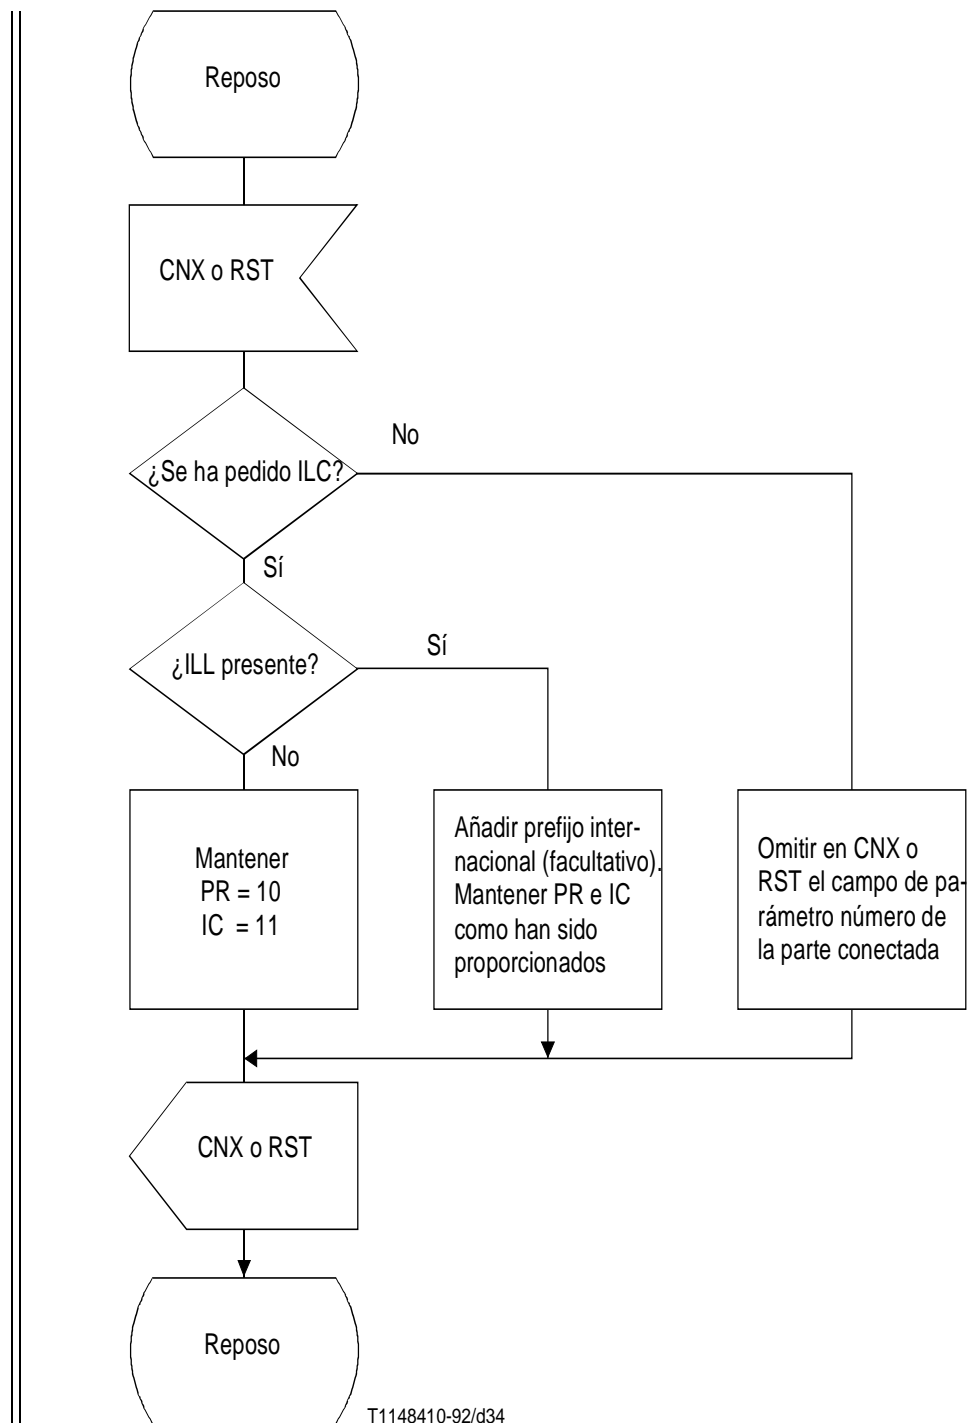 Reposo
CNX o RST
No
¿Se ha pedido ILC?
Sí
Sí
¿ILL presente?
No
Mantener
PR = 10
IC = 11
Añadir prefijo inter-
nacional (facultativo).
Mantener PR e IC
como han sido
proporcionados
Omitir en CNX o
RST el campo de pa-
rámetro número de
la parte conectada
CNX o RST
Reposo
T1148410-92/d34